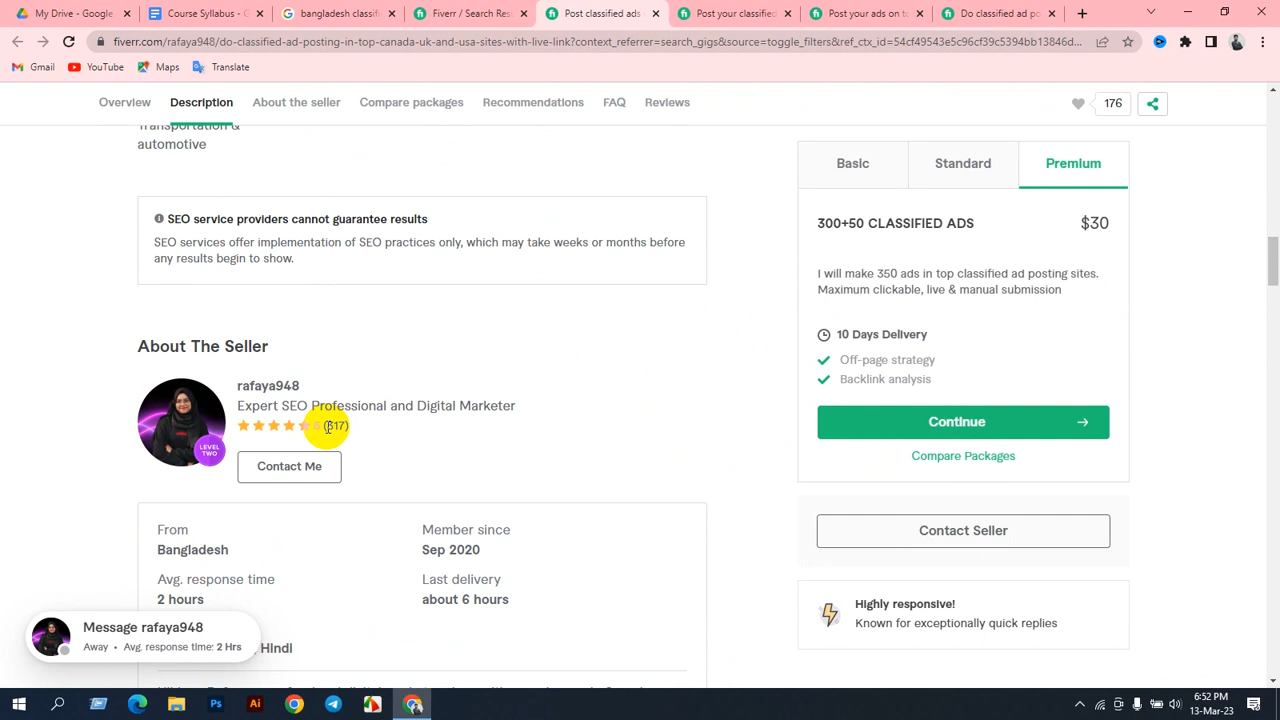 My Drive
Course Syllabus - G
bangladesh classifie
Fiverr / Search Res
Post classified ads
Post your classified
Post your ads on to
Do classified ad po
fiverr.com/rafaya948/do-classified-ad-posting-in-top-canada-uk-and-usa-sites-with-live-link?context_referrer=search_gigs&source=toggle_filters&ref_ctx_id=54cf49543e5c96cf39c5394bb13846d...
Gmail
YouTube
Maps
Translate
Overview
Description
About the seller
Compare packages
Recommendations
FAQ
Reviews
176
Transportation &
automotive
SEO service providers cannot guarantee results
SEO services offer implementation of SEO practices only, which may take weeks or months before
any results begin to show.
About The Seller
rafaya948
Expert SEO Professional and Digital Marketer
LEVEL
TWO
Contact Me
From
Bangladesh
Member since
Sep 2020
Avg. response time
2 hours
Last delivery
about 6 hours
Hindi
Message rafaya948
Away • Avg. response time: 2 Hrs
Basic
Standard
Premium
300+50 CLASSIFIED ADS
$30
I will make 350 ads in top classified ad posting sites.
Maximum clickable, live & manual submission
10 Days Delivery
Off-page strategy
Backlink analysis
Continue
Compare Packages
Contact Seller
Highly responsive!
Known for exceptionally quick replies
Ps
Ai
6:52 PM
13-Mar-23